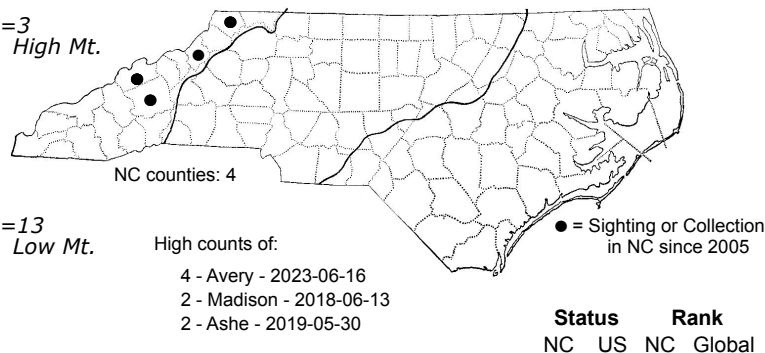 =3
High Mt.
NC counties: 4
=13
Low Mt.
High counts of:
4 - Avery - 2023-06-16
2 - Madison - 2018-06-13
2 - Ashe - 2019-05-30
● = Sighting or Collection
in NC since 2005
Status Rank
NC US NC Global